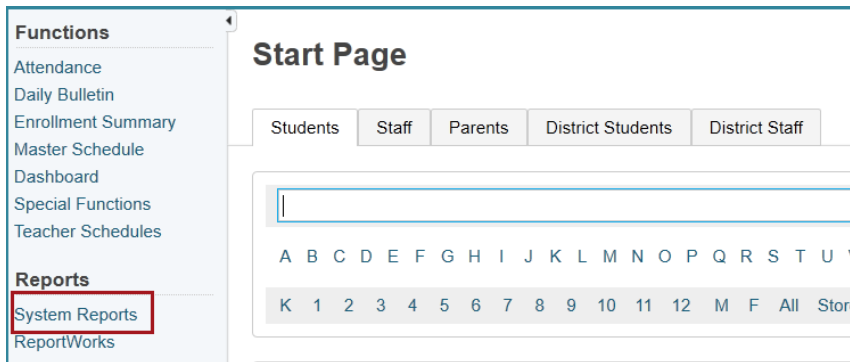 Functions
Attendance
Daily Bulletin
Enrollment Summary
Master Schedule
Dashboard
Special Functions
Teacher Schedules
Reports
System Reports
ReportWorks
Start Page
Students Staff Parents District Students District Staff
A B C D E F G H I J K L M N O P Q R S T U
K 1 2 3 4 5 6 7 8 9 10 11 12 M F All